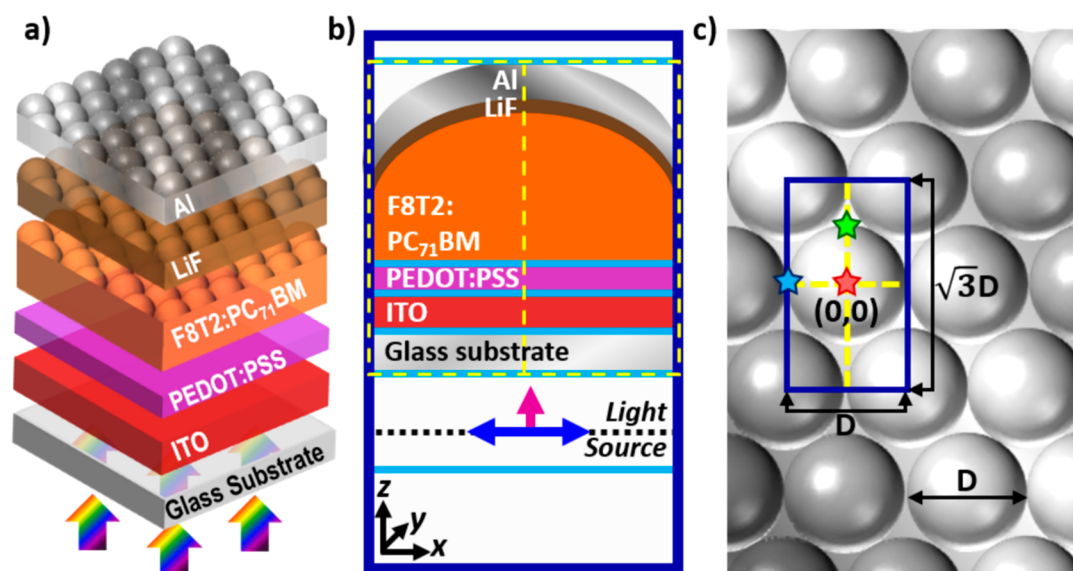 a)
Al
LiF
F8T2:PC₇₁BM
PEDOT:PSS
ITO
Glass Substrate
b)
Al
LiF
F8T2:
PC₇₁BM
PEDOT:PSS
ITO
Glass substrate
Light
Source
z
y
x
c)
(0,0)
√3D
D
D